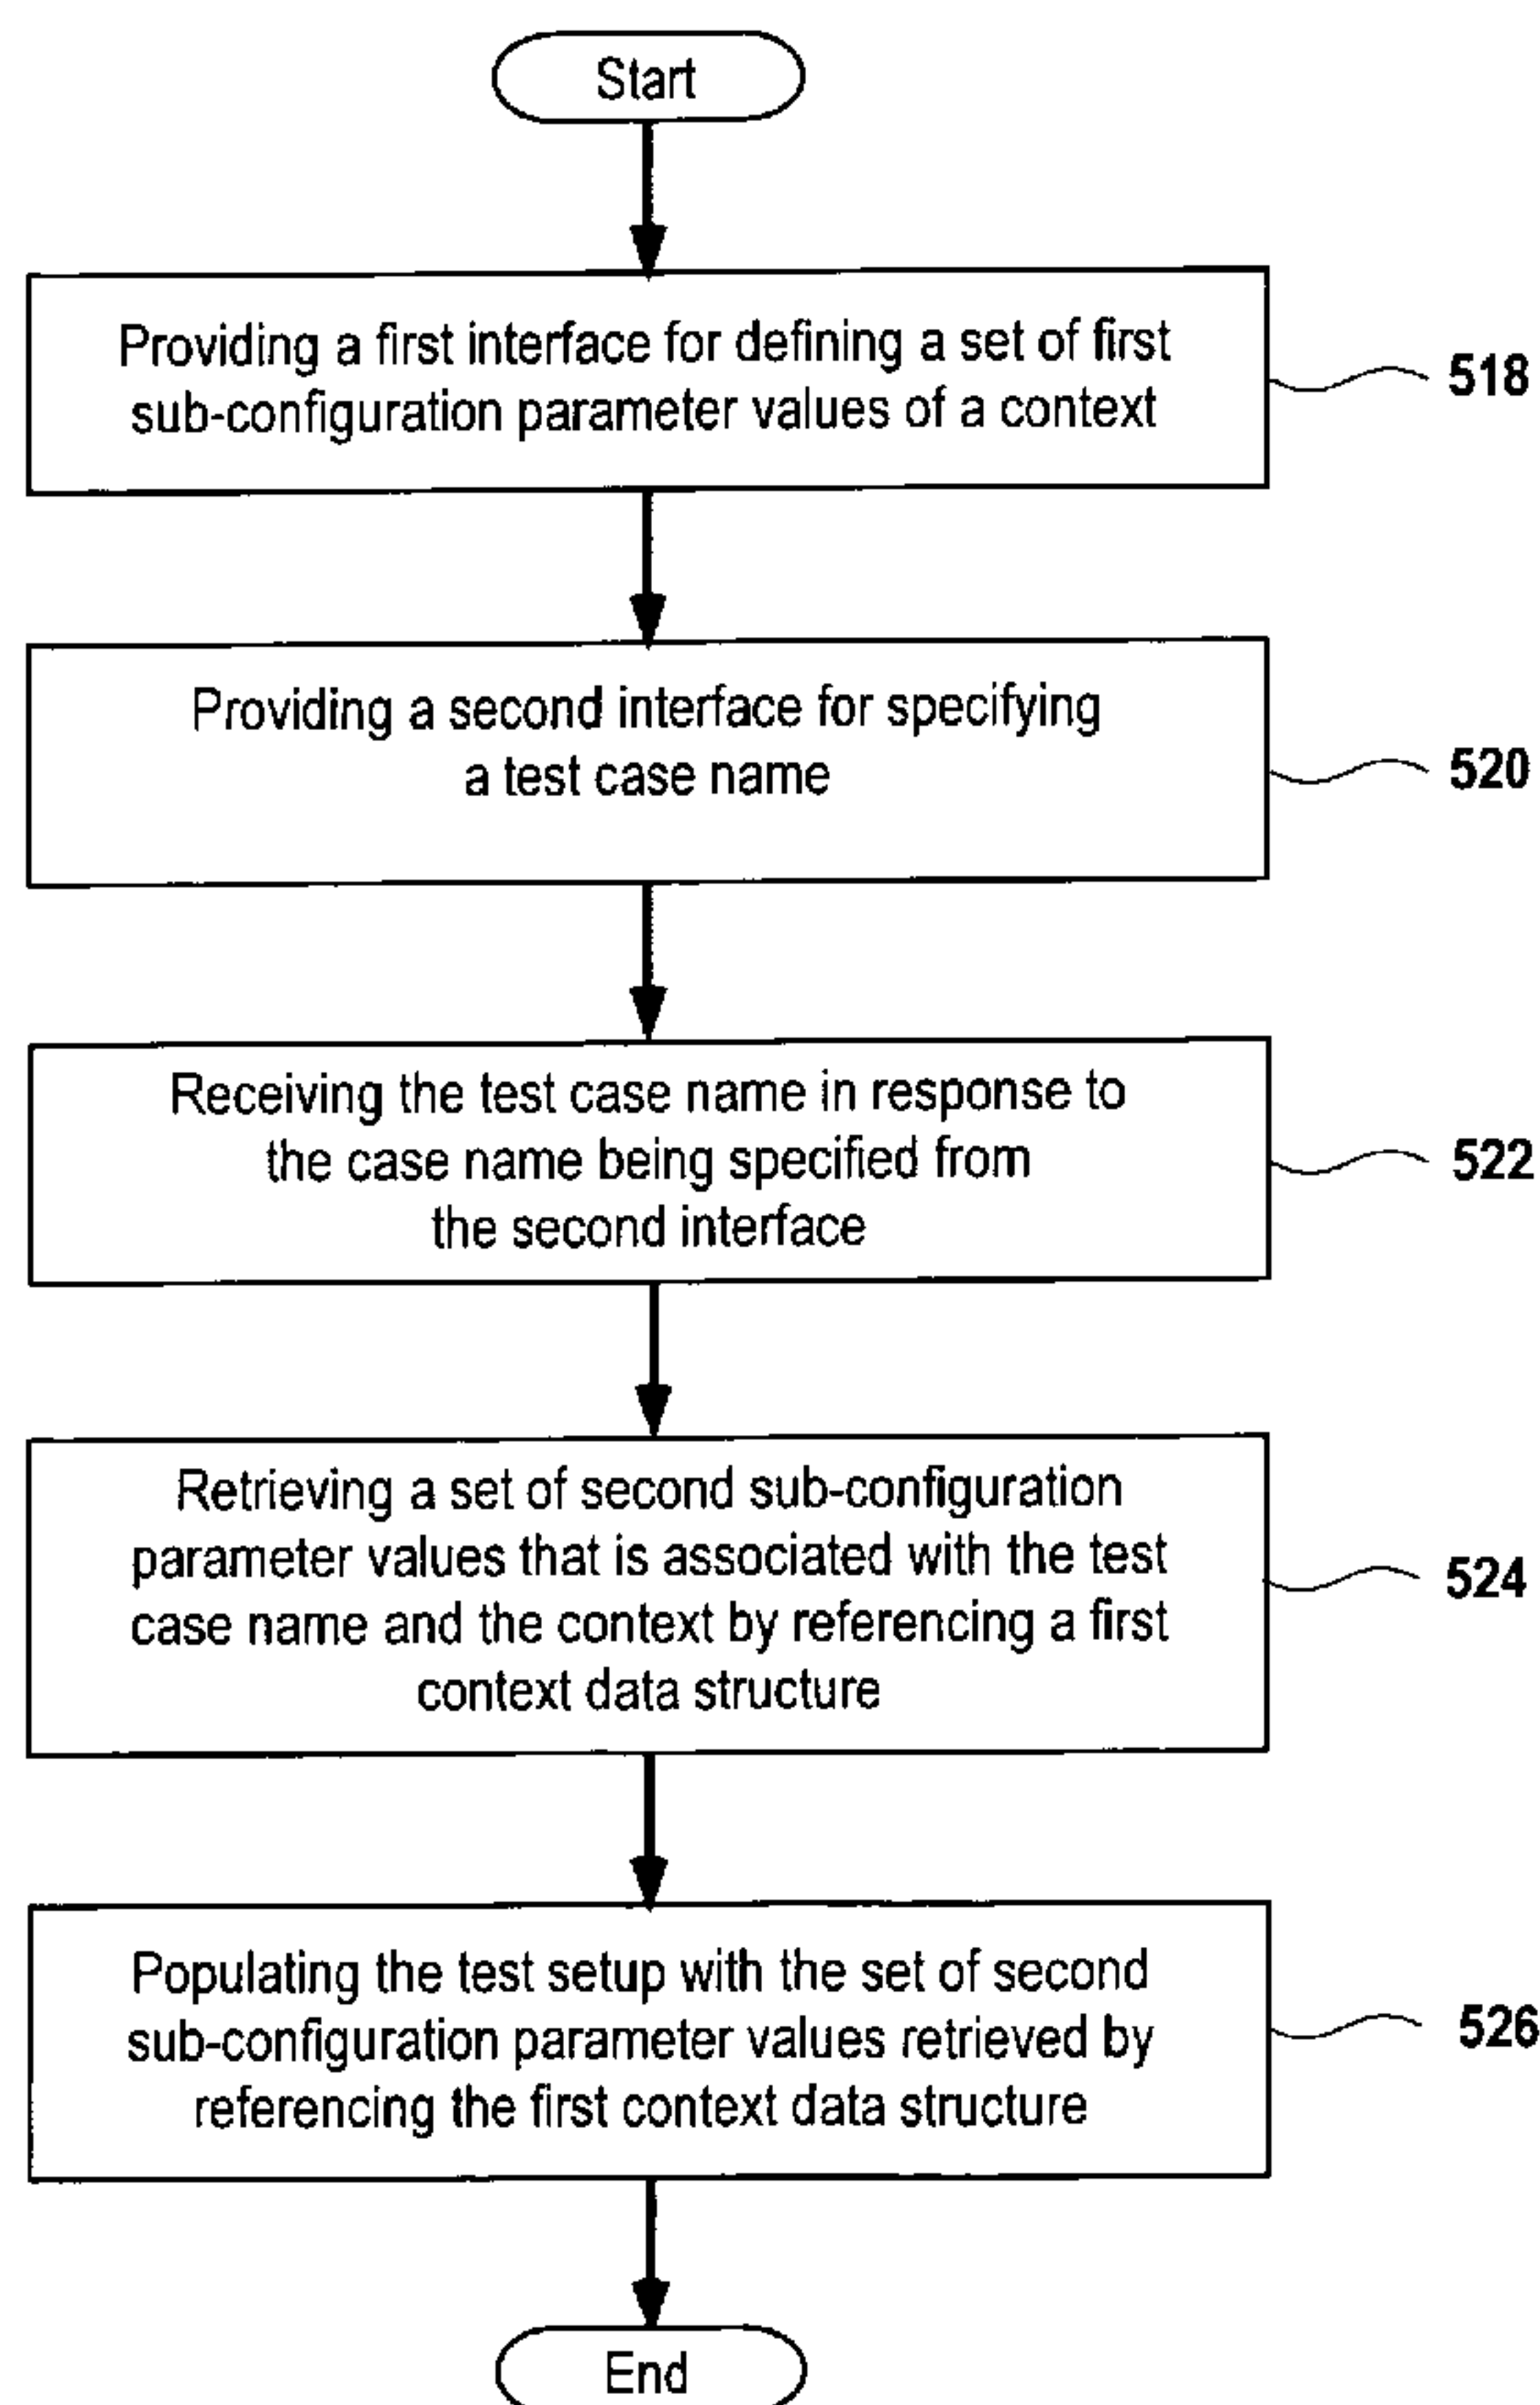 Start
Providing a first interface for defining a set of first
sub-configuration parameter values of a context
518
Providing a second interface for specifying
a test case name
520
Receiving the test case name in response to
the case name being specified from
the second interface
522
Retrieving a set of second sub-configuration
parameter values that is associated with the test
case name and the context by referencing a first
context data structure
524
Populating the test setup with the set of second
sub-configuration parameter values retrieved by
referencing the first context data structure
526
End